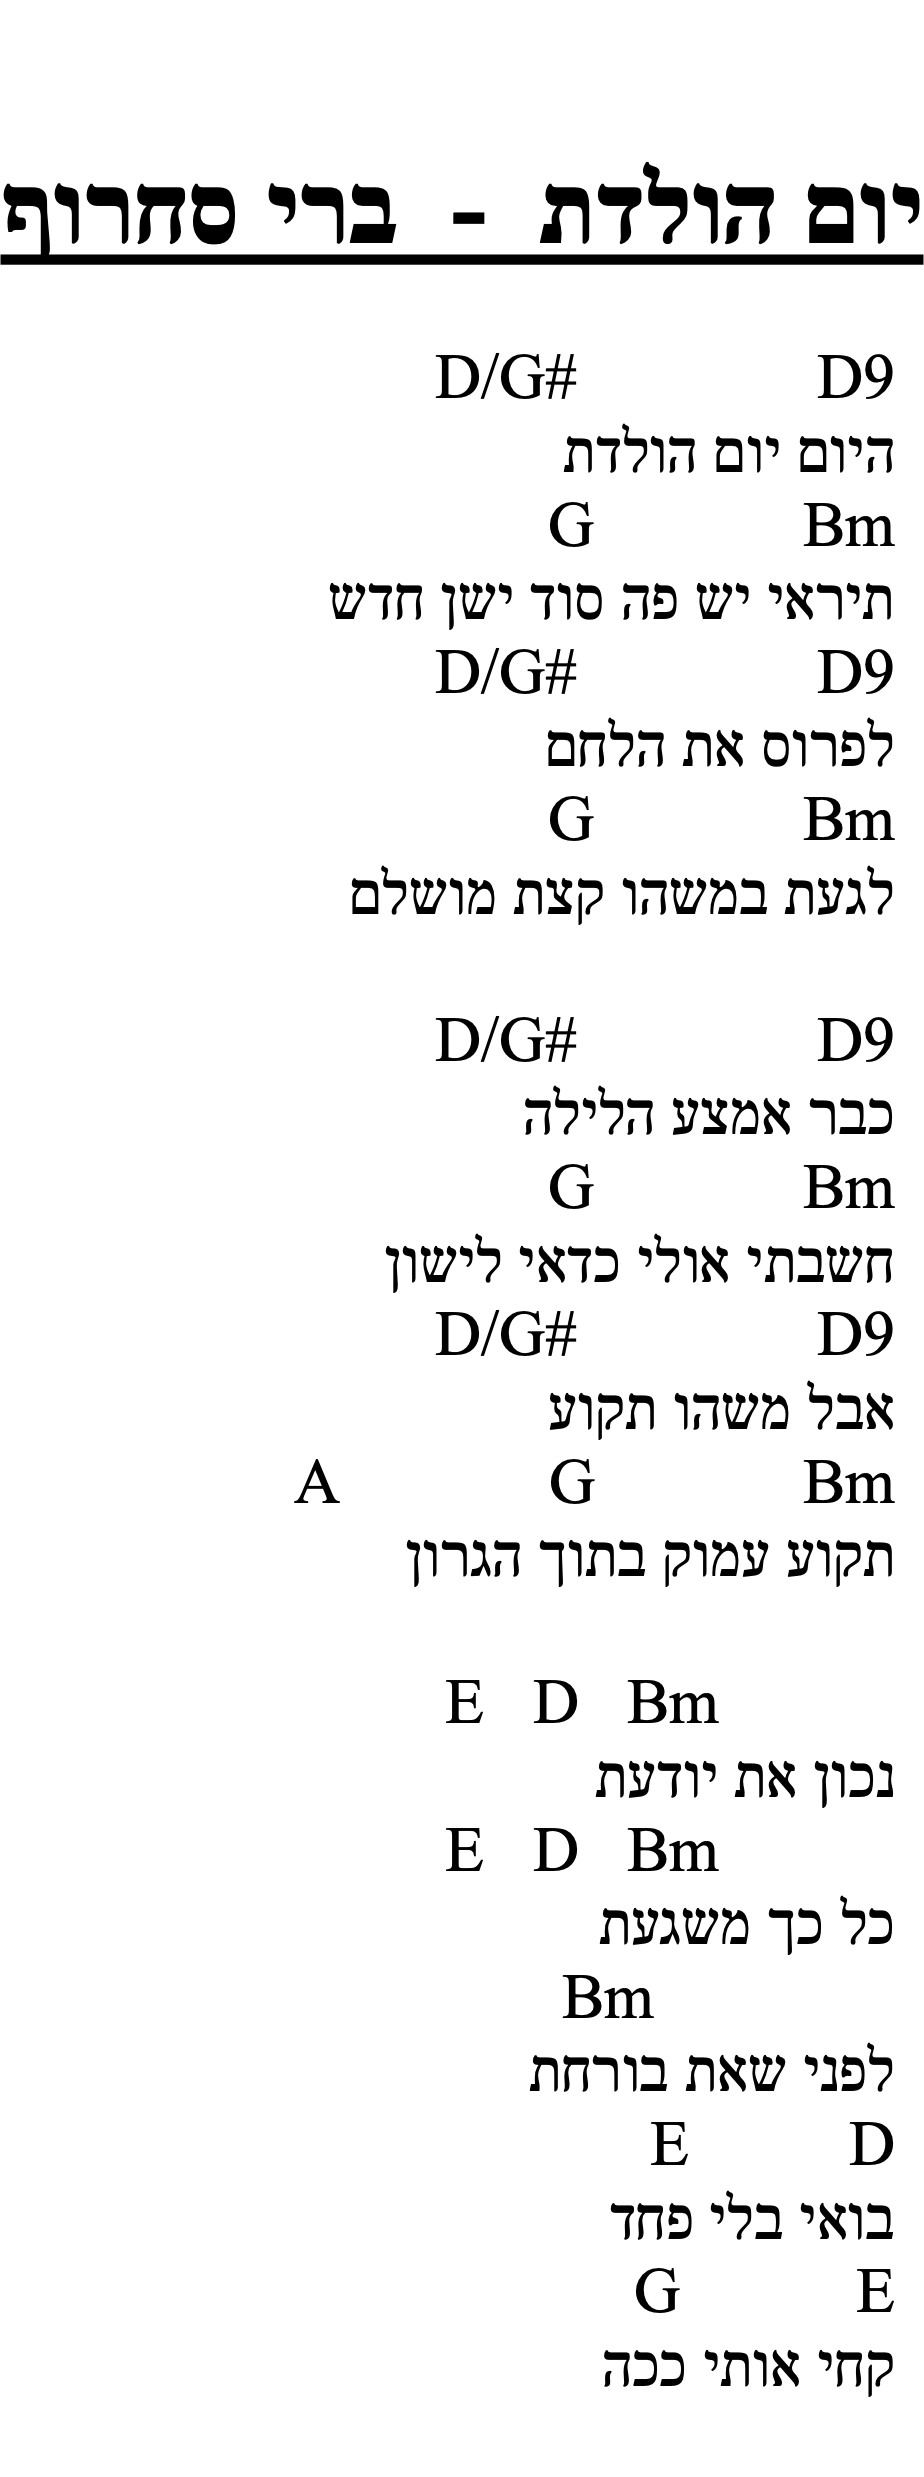 יום הולדת - ברי סחרוף
D9 D/G#
היום יום הולדת
Bm G
תיראי יש פה סוד ישן חדש
D9 D/G#
לפרוס את הלחם
Bm G
לגעת במשהו קצת מושלם
D9 D/G#
כבר אמצע הלילה
Bm G
חשבתי אולי כדאי לישון
D9 D/G#
אבל משהו תקוע
Bm G A
תקוע עמוק בתוך הגרון
Bm D E
נכון את יודעת
Bm D E
כל כך משגעת
Bm
לפני שאת בורחת
D E
בואי בלי פחד
E G
קחי אותי ככה